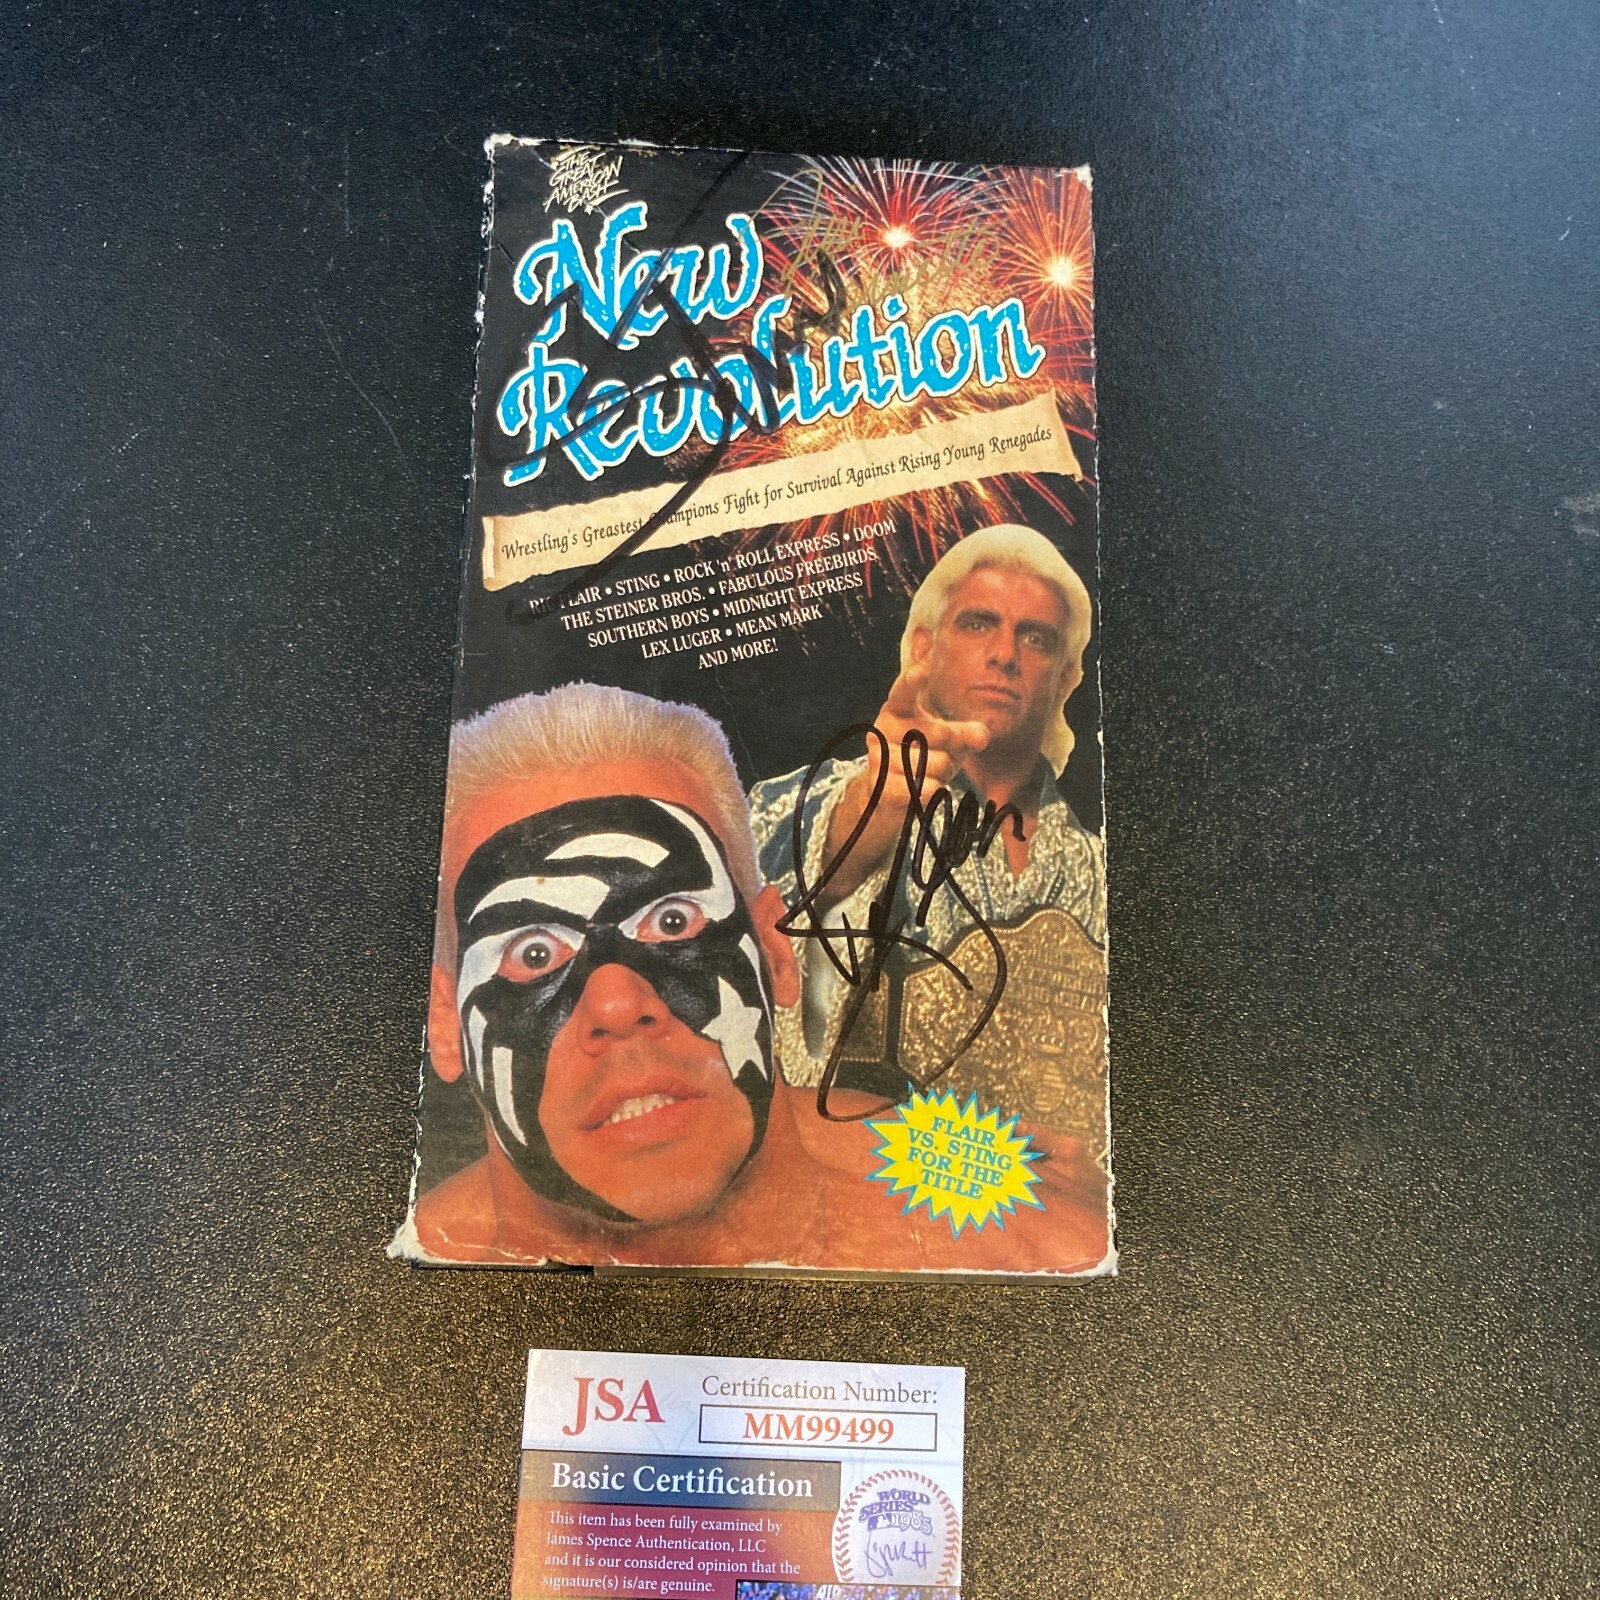 THE
GREAT
AMERICAN
BASH
New
Revolution
Wrestling's Greastest Champions Fight for Survival Against Rising Young Renegades
RIC FLAIR • STING • ROCK 'n' ROLL EXPRESS • DOOM
THE STEINER BROS. • FABULOUS FREEBIRDS
SOUTHERN BOYS • MIDNIGHT EXPRESS
LEX LUGER • MEAN MARK
AND MORE!
FLAIR
VS. STING
FOR THE
TITLE
JSA
Certification Number:
MM99499
Basic Certification
This item has been fully examined by
James Spence Authentication, LLC
and it is our considered opinion that the
signature(s) is/are genuine.
WORLD
SERIES
1985